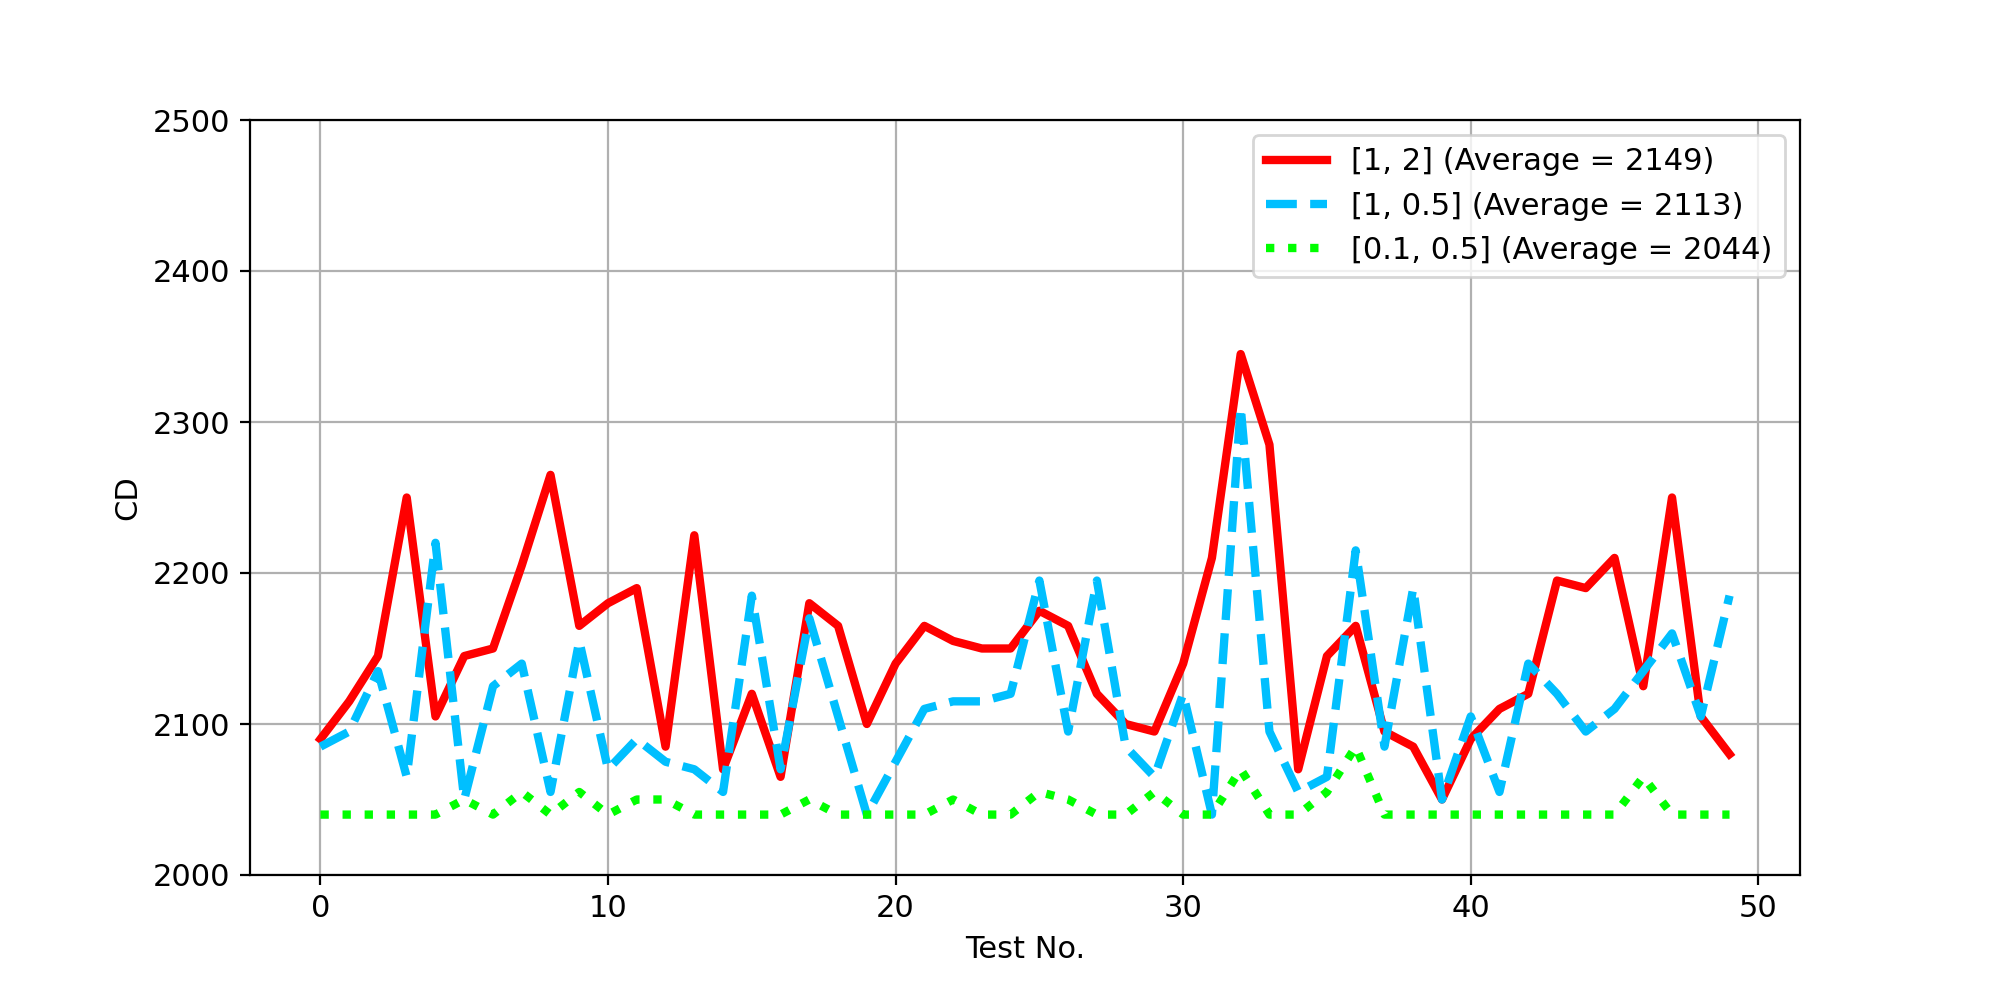 2500
2400
2300
2200
2100
2000
CD
[1, 2] (Average = 2149)
[1, 0.5] (Average = 2113)
[0.1, 0.5] (Average = 2044)
0 10 20 30 40 50
Test No.